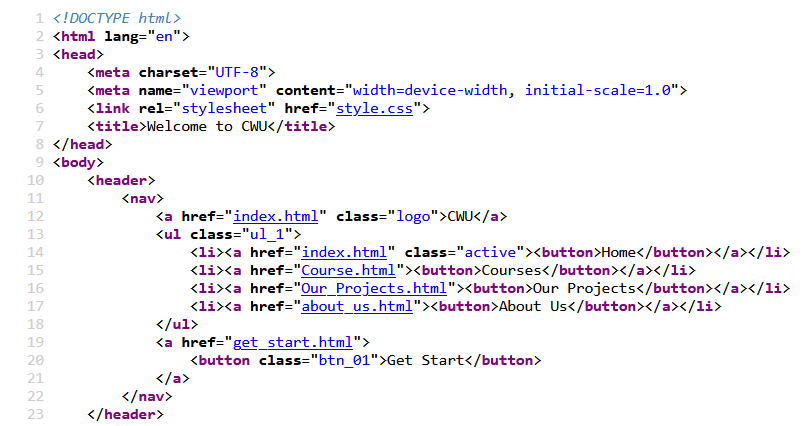 1 <!DOCTYPE html>
2 <html lang="en">
3 <head>
4     <meta charset="UTF-8">
5     <meta name="viewport" content="width=device-width, initial-scale=1.0">
6     <link rel="stylesheet" href="style.css">
7     <title>Welcome to CWU</title>
8 </head>
9 <body>
10     <header>
11         <nav>
12             <a href="index.html" class="logo">CWU</a>
13             <ul class="ul_1">
14                 <li><a href="index.html" class="active"><button>Home</button></a></li>
15                 <li><a href="Course.html"><button>Courses</button></a></li>
16                 <li><a href="Our_Projects.html"><button>Our Projects</button></a></li>
17                 <li><a href="about_us.html"><button>About Us</button></a></li>
18             </ul>
19             <a href="get_start.html">
20                 <button class="btn_01">Get Start</button>
21             </a>
22         </nav>
23     </header>